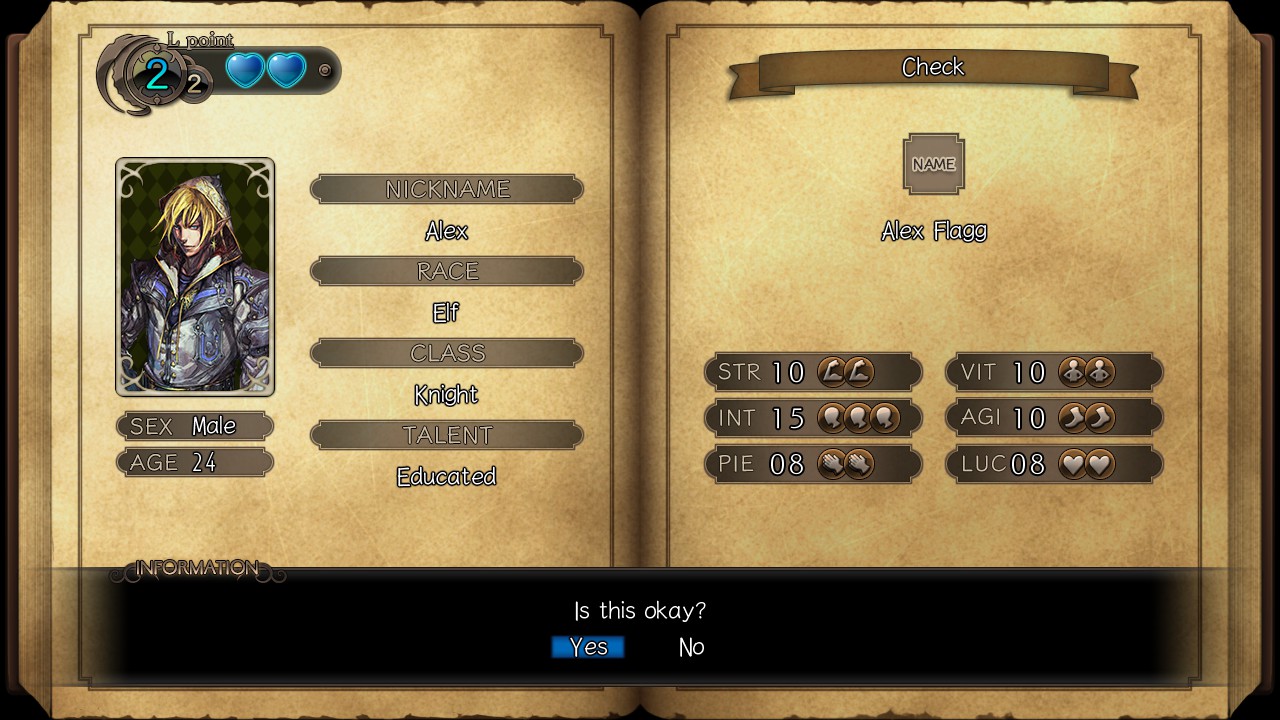 L point
2
2
NICKNAME
Alex
RACE
Elf
CLASS
Knight
TALENT
Educated
SEX Male
AGE 24
Check
NAME
Alex Flagg
STR 10
VIT 10
INT 15
AGI 10
PIE 08
LUC 08
INFORMATION
Is this okay?
Yes No